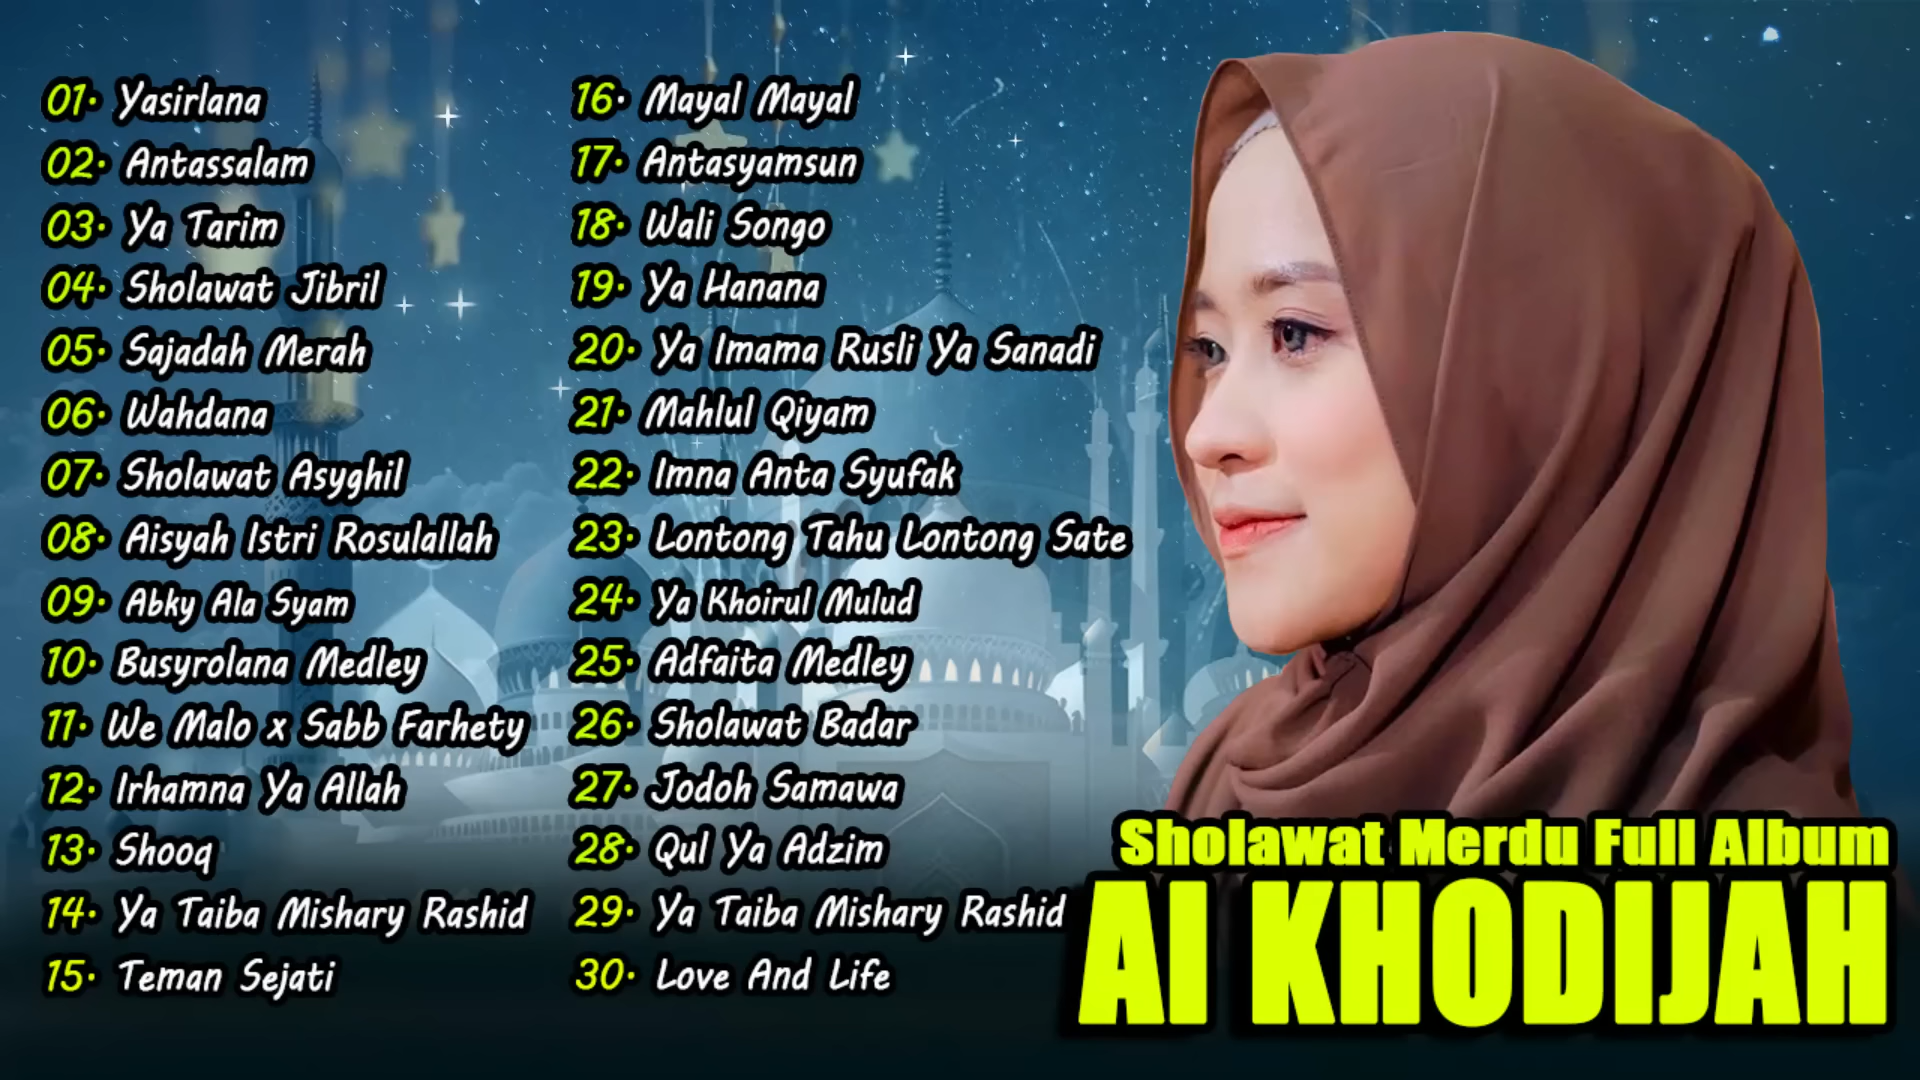 01. Yasirlana
02. Antassalam
03. Ya Tarim
04. Sholawat Jibril
05. Sajadah Merah
06. Wahdana
07. Sholawat Asyghil
08. Aisyah Istri Rosulallah
09. Abky Ala Syam
10. Busyrolana Medley
11. We Malo x Sabb Farhety
12. Irhamna Ya Allah
13. Shooq
14. Ya Taiba Mishary Rashid
15. Teman Sejati
16. Mayal Mayal
17. Antasyamsun
18. Wali Songo
19. Ya Hanana
20. Ya Imama Rusli Ya Sanadi
21. Mahlul Qiyam
22. Imna Anta Syufak
23. Lontong Tahu Lontong Sate
24. Ya Khoirul Mulud
25. Adfaita Medley
26. Sholawat Badar
27. Jodoh Samawa
28. Qul Ya Adzim
29. Ya Taiba Mishary Rashid
30. Love And Life
Sholawat Merdu Full Album
AI KHODIJAH